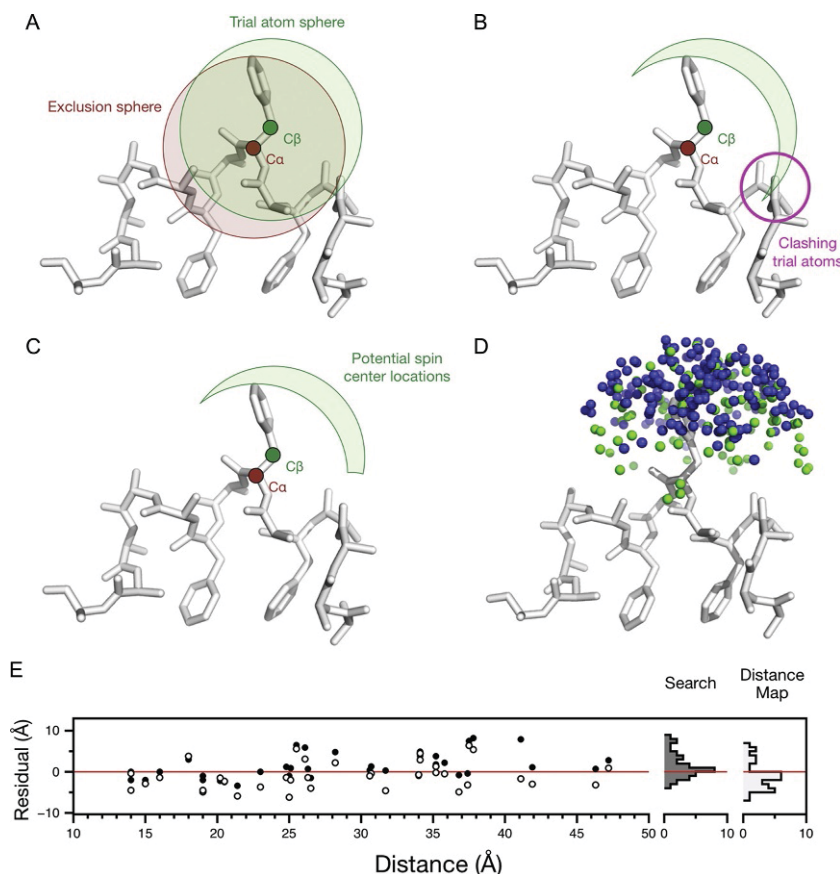 A
Trial atom sphere
Exclusion sphere
Cβ
Cα
B
Cβ
Cα
Clashing
trial atoms
C
Potential spin
center locations
Cβ
Cα
D
E
Search
Distance
Map
Residual (Å)
10
0
−10
10 15 20 25 30 35 40 45 50
0 10
0 10
Distance (Å)